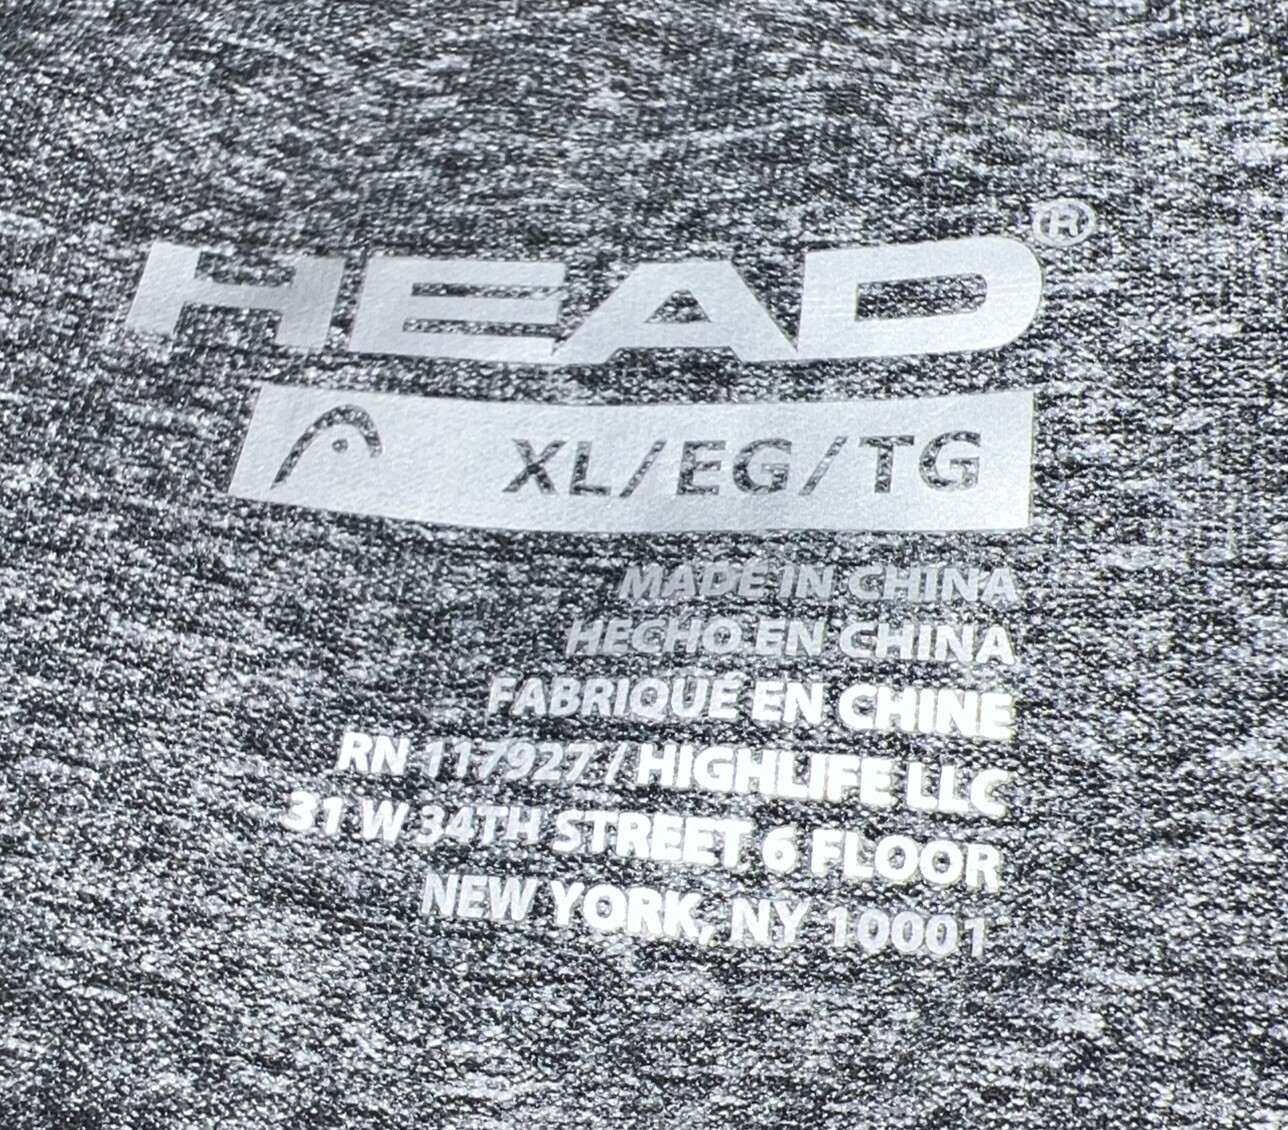 HEAD®
XL/EG/TG
MADE IN CHINA
HECHO EN CHINA
FABRIQUÉ EN CHINE
RN 117927 / HIGHLIFE LLC
31 W 34TH STREET 6 FLOOR
NEW YORK, NY 10001